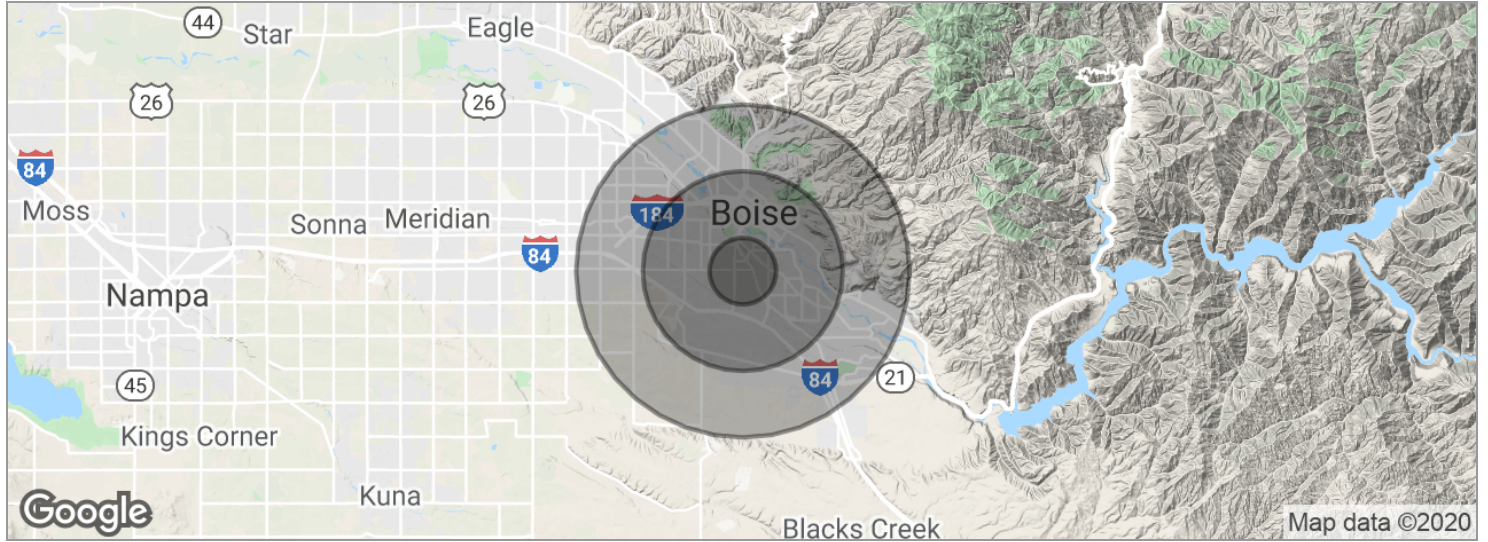 44
Star
Eagle
26
26
84
Moss
Sonna
Meridian
184
Boise
84
Nampa
45
84
21
Kings Corner
Kuna
Blacks Creek
Google
Map data ©2020